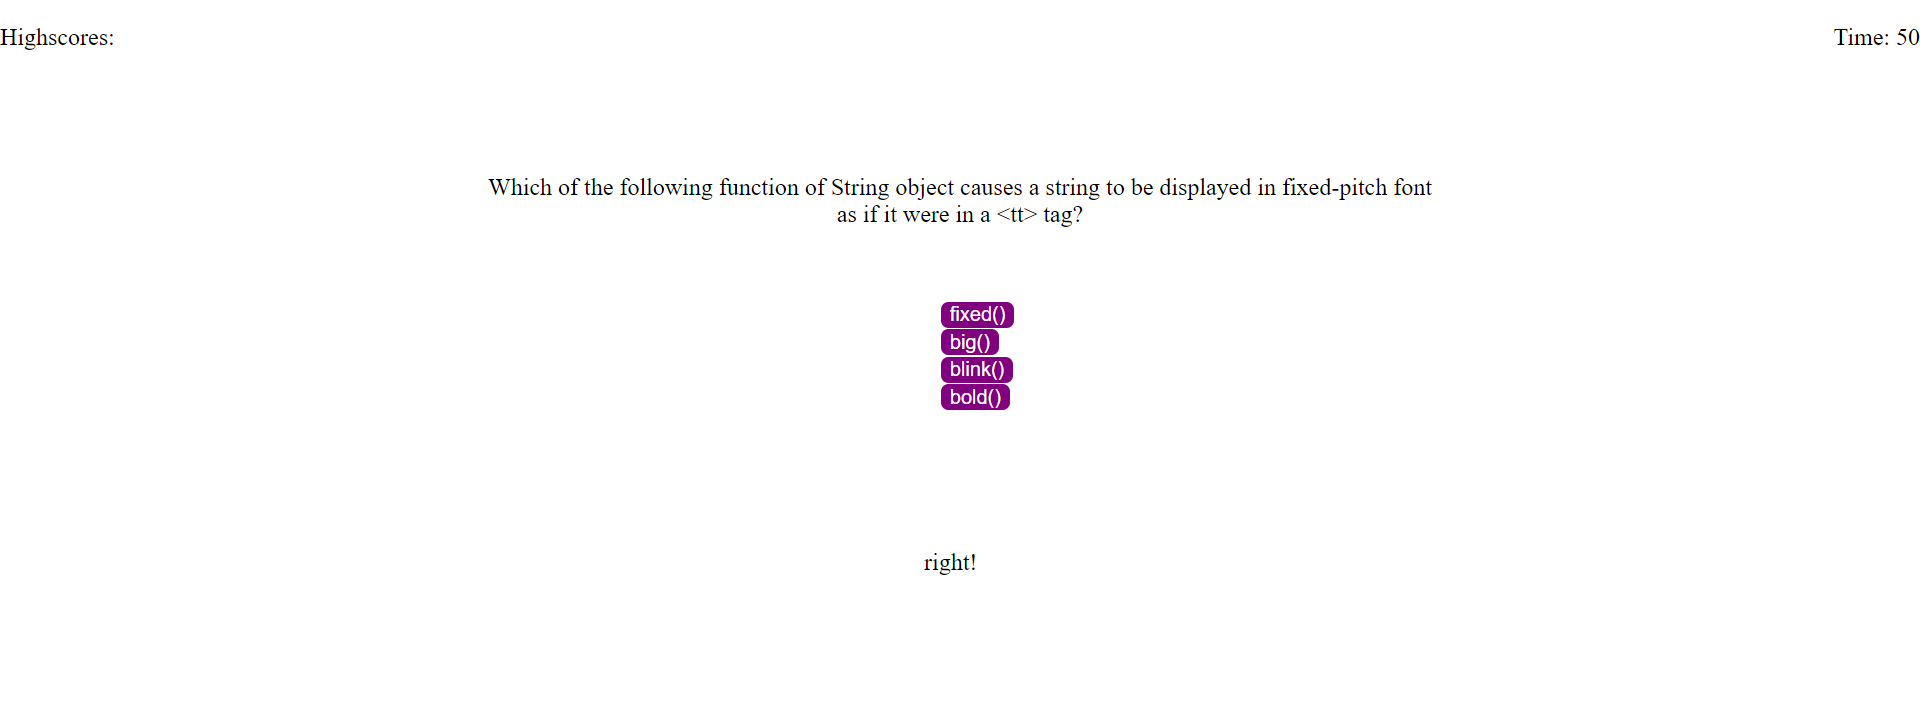 Highscores:
Time: 50
Which of the following function of String object causes a string to be displayed in fixed-pitch font
as if it were in a <tt> tag?
fixed()
big()
blink()
bold()
right!